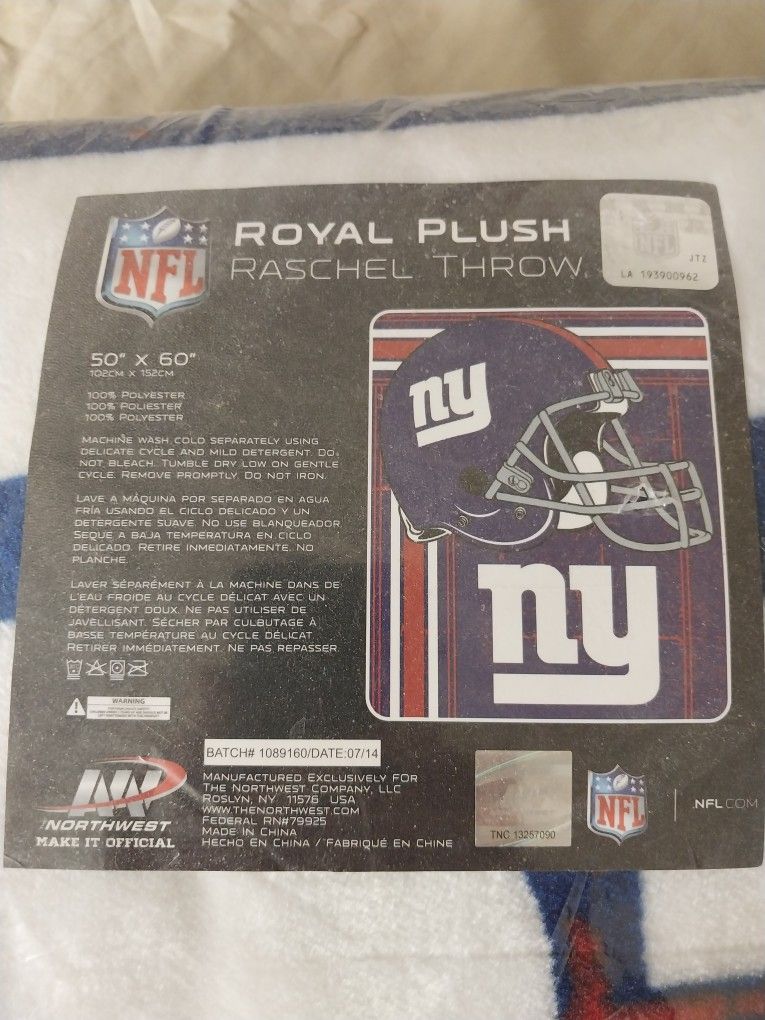 NFL
ROYAL PLUSH
RASCHEL THROW
NFL
JTZ
LA 193900962
50" X 60"
102CM X 152CM
100% POLYESTER
100% POLIESTER
100% POLYESTER
MACHINE WASH COLD SEPARATELY USING
DELICATE CYCLE AND MILD DETERGENT. DO
NOT BLEACH. TUMBLE DRY LOW ON GENTLE
CYCLE. REMOVE PROMPTLY. DO NOT IRON.
LAVE A MÁQUINA POR SEPARADO EN AGUA
FRÍA USANDO EL CICLO DELICADO Y UN
DETERGENTE SUAVE. NO USE BLANQUEADOR
SEQUE A BAJA TEMPERATURA EN CICLO
DELICADO. RETIRE INMEDIATAMENTE. NO
PLANCHE.
LAVER SÉPARÉMENT À LA MACHINE DANS DE
L'EAU FROIDE AU CYCLE DÉLICAT AVEC UN
DÉTERGENT DOUX. NE PAS UTILISER DE
JAVELLISANT. SÉCHER PAR CULBUTAGE À
BASSE TEMPÉRATURE AU CYCLE DÉLICAT
RETIRER IMMÉDIATEMENT. NE PAS REPASSER.
WARNING
ny
ny
BATCH# 1089160/DATE:07/14
MANUFACTURED EXCLUSIVELY FOR
THE NORTHWEST COMPANY, LLC
ROSLYN, NY 11576 USA
WWW.THENORTHWEST.COM
FEDERAL RN#79925
MADE IN CHINA
HECHO EN CHINA / FABRIQUÉ EN CHINE
NORTHWEST
MAKE IT OFFICIAL
TNC 13267090
NFL
NFL.COM